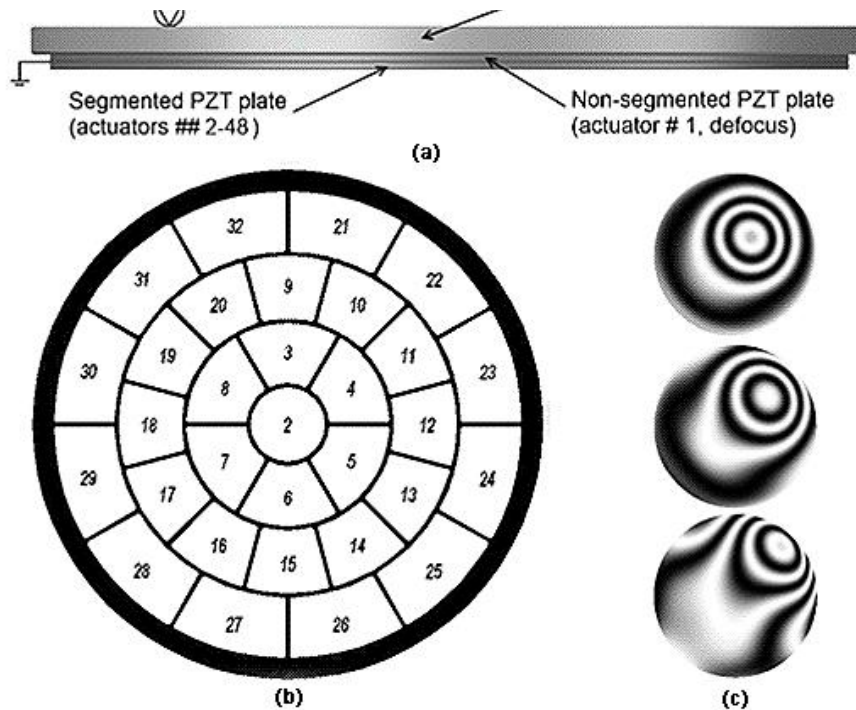 Segmented PZT plate
(actuators ## 2-48)
Non-segmented PZT plate
(actuator # 1, defocus)
(a)
32 21
31 22
20 9 10
30 19 11 23
3
8 4
18 2 12
7 5
6
29 17 13 24
16 15 14
28 25
27 26
(b)
(c)